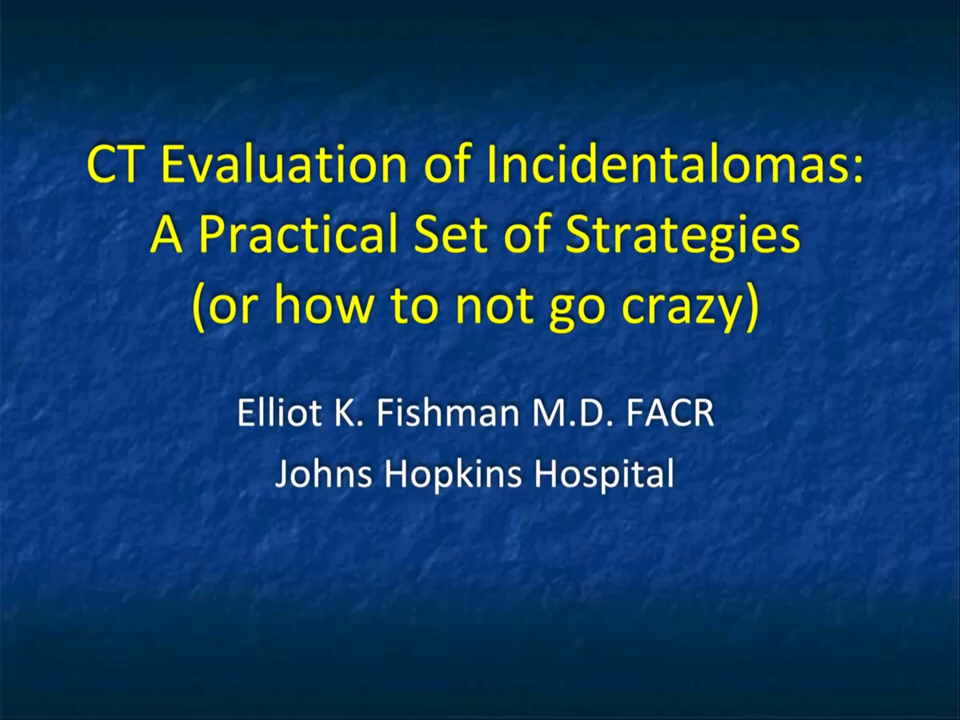 CT Evaluation of Incidentalomas:
A Practical Set of Strategies
(or how to not go crazy)
Elliot K. Fishman M.D. FACR
Johns Hopkins Hospital